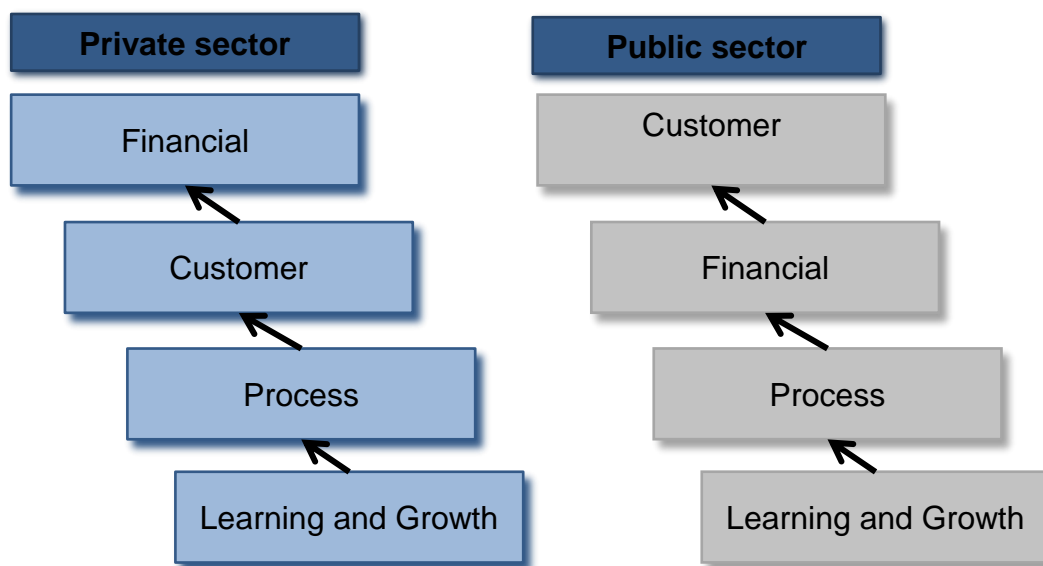 Private sector
Financial
Customer
Process
Learning and Growth
Public sector
Customer
Financial
Process
Learning and Growth